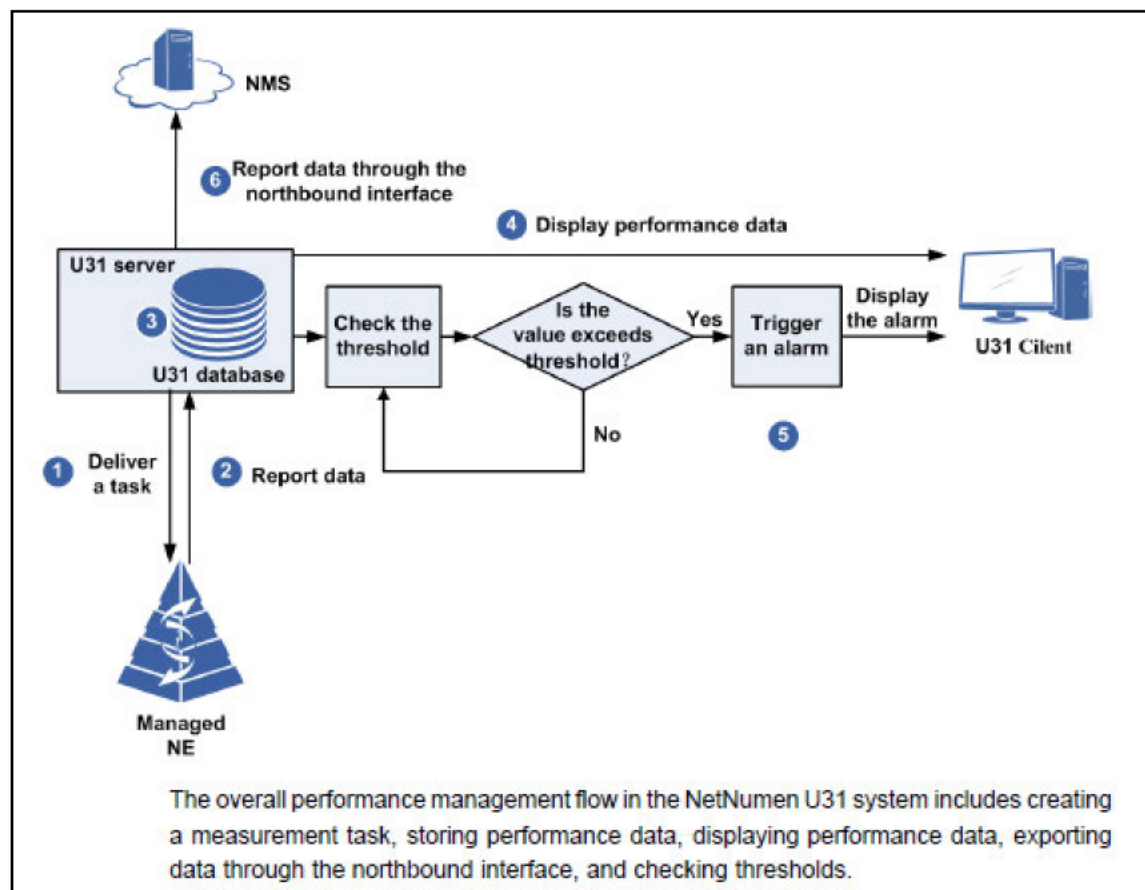 NMS
6
Report data through the
northbound interface
4
Display performance data
U31 server
3
U31 database
Check the
threshold
Is the
value exceeds
threshold?
Yes
Trigger
an alarm
Display
the alarm
U31 Cilent
No
5
1
Deliver
a task
2
Report data
Managed
NE
The overall performance management flow in the NetNumen U31 system includes creating
a measurement task, storing performance data, displaying performance data, exporting
data through the northbound interface, and checking thresholds.